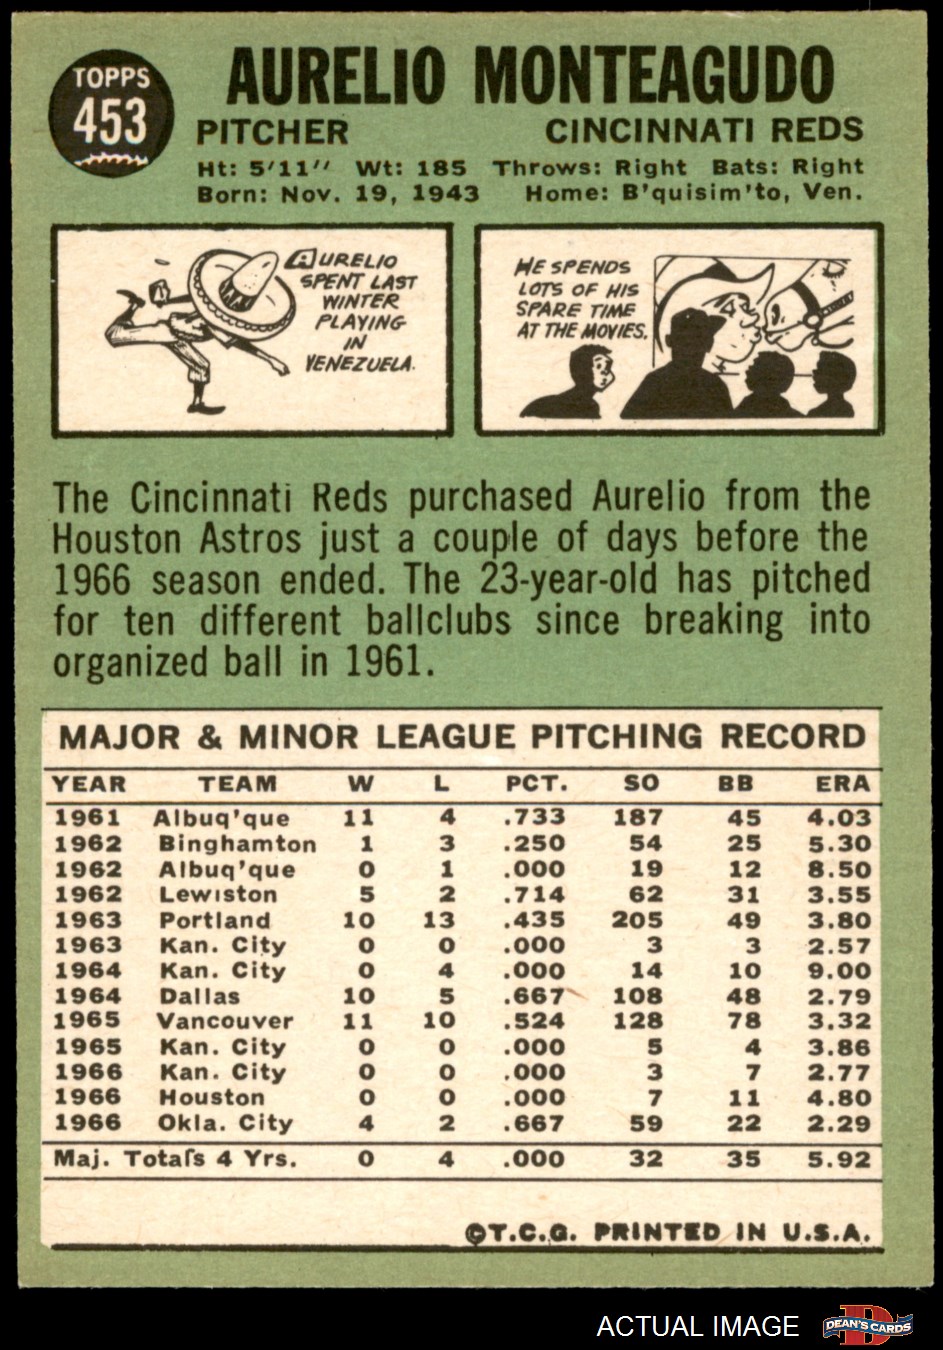 TOPPS
453
AURELIO MONTEAGUDO
PITCHER CINCINNATI REDS
Ht: 5'11" Wt: 185 Throws: Right Bats: Right
Born: Nov. 19, 1943 Home: B'quisim'to, Ven.
AURELIO
SPENT LAST
WINTER
PLAYING
IN
VENEZUELA.
HE SPENDS
LOTS OF HIS
SPARE TIME
AT THE MOVIES.
The Cincinnati Reds purchased Aurelio from the
Houston Astros just a couple of days before the
1966 season ended. The 23-year-old has pitched
for ten different ballclubs since breaking into
organized ball in 1961.
MAJOR & MINOR LEAGUE PITCHING RECORD
YEAR TEAM W L PCT. SO BB ERA
1961 Albuq'que 11 4 .733 187 45 4.03
1962 Binghamton 1 3 .250 54 25 5.30
1962 Albuq'que 0 1 .000 19 12 8.50
1962 Lewiston 5 2 .714 62 31 3.55
1963 Portland 10 13 .435 205 49 3.80
1963 Kan. City 0 0 .000 3 3 2.57
1964 Kan. City 0 4 .000 14 10 9.00
1964 Dallas 10 5 .667 108 48 2.79
1965 Vancouver 11 10 .524 128 78 3.32
1965 Kan. City 0 0 .000 5 4 3.86
1966 Kan. City 0 0 .000 3 7 2.77
1966 Houston 0 0 .000 7 11 4.80
1966 Okla. City 4 2 .667 59 22 2.29
Maj. Totals 4 Yrs. 0 4 .000 32 35 5.92
©T.C.G. PRINTED IN U.S.A.
ACTUAL IMAGE
DEAN'S CARDS